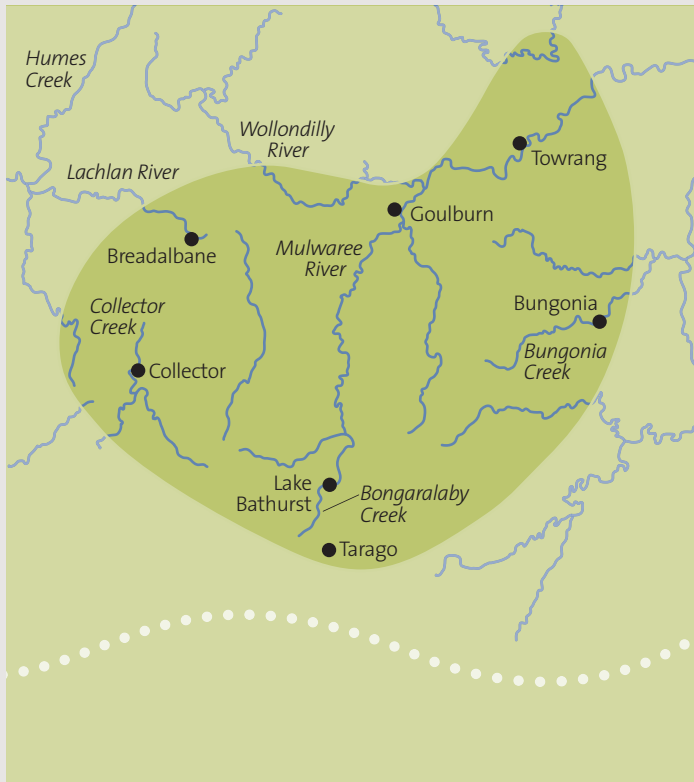 Humes
Creek
Wollondilly
River
Lachlan River
Towrang
Goulburn
Breadalbane
Mulwaree
River
Collector
Creek
Bungonia
Bungonia
Creek
Collector
Lake
Bathurst
Bongaralaby
Creek
Tarago